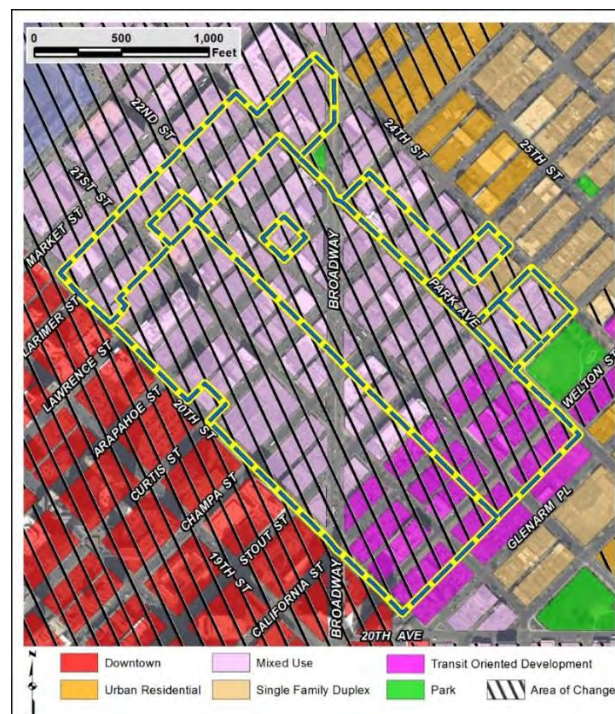 0 500 1,000
Feet
22ND ST
24TH ST
25TH ST
21ST ST
MARKET ST
BROADWAY
PARK AVE
LARIMER ST
LAWRENCE ST
WELTON ST
ARAPAHOE ST
20TH ST
CURTIS ST
CHAMPA ST
GLENARM PL
STOUT ST
19TH ST
CALIFORNIA ST
BROADWAY
20TH AVE
N
Downtown Mixed Use Transit Oriented Development
Urban Residential Single Family Duplex Park Area of Change